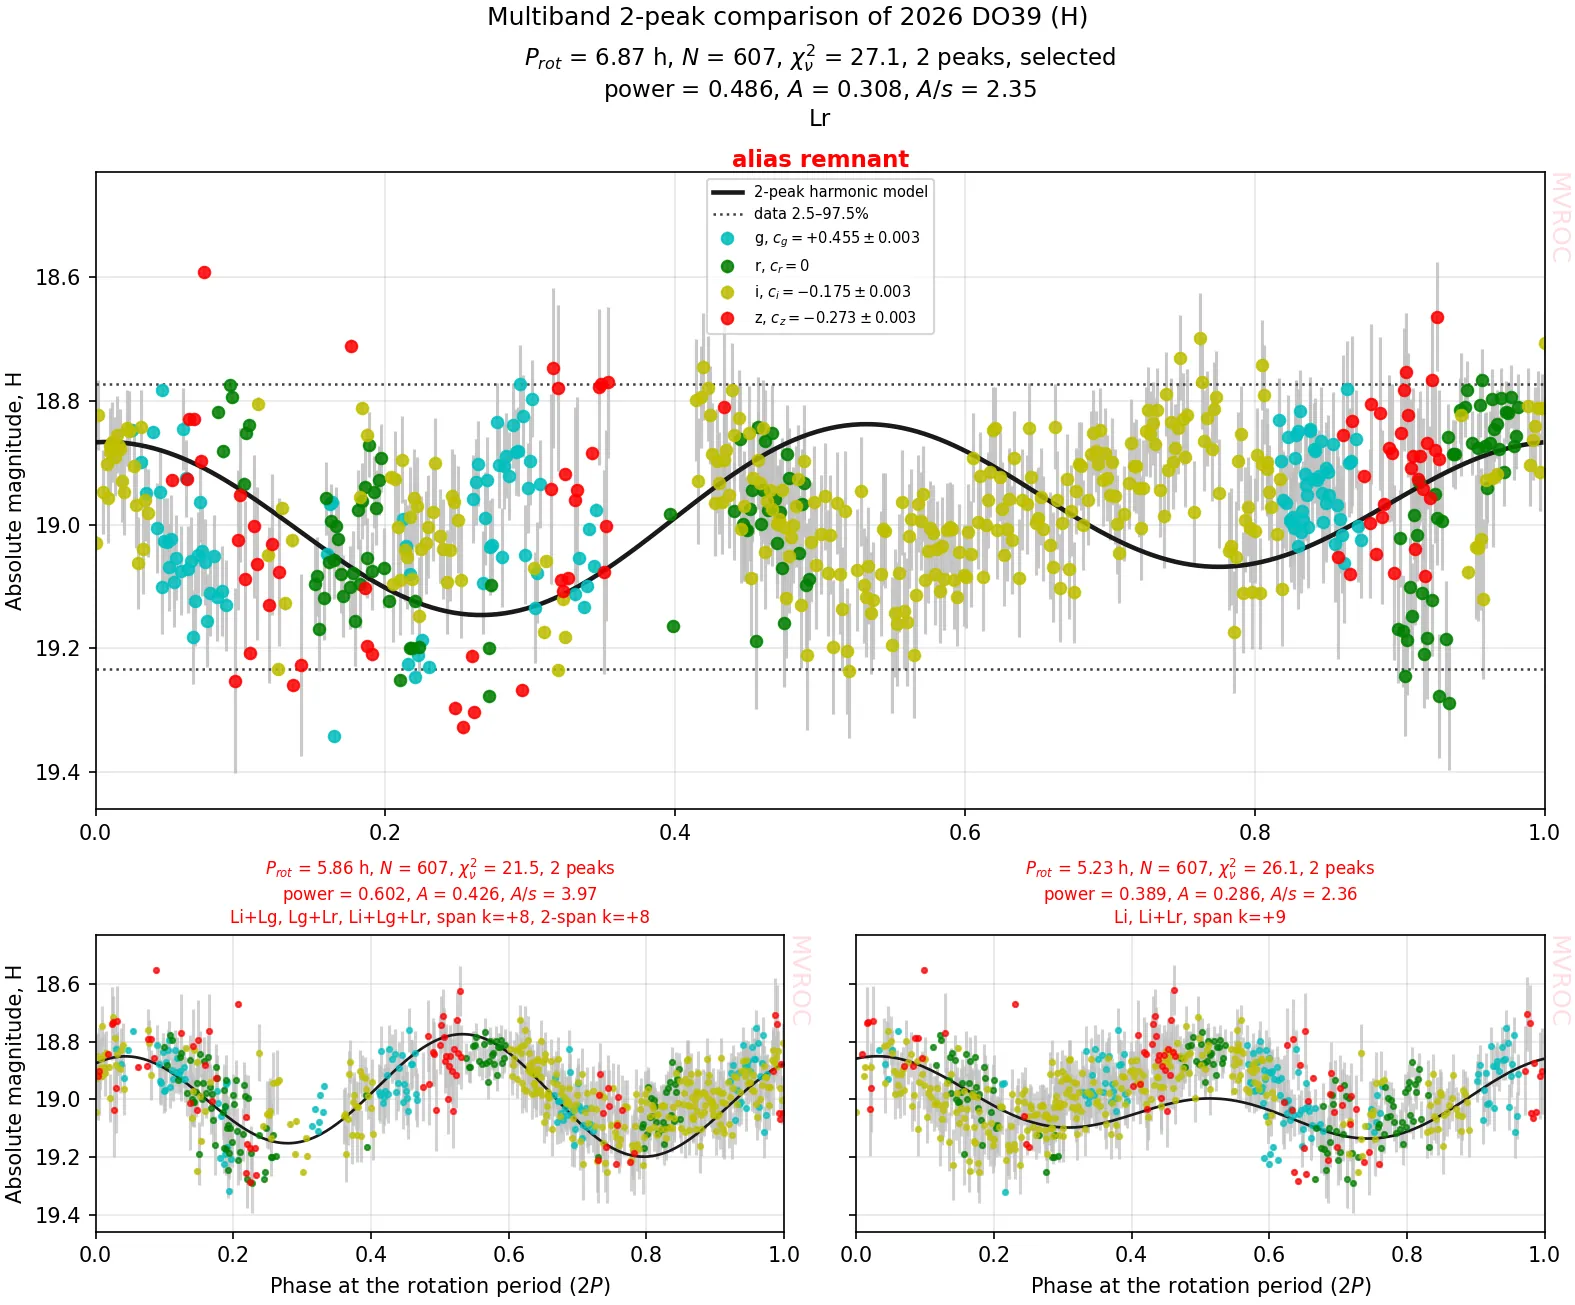 Multiband 2-peak comparison of 2026 DO39 (H)
P_rot = 6.87 h, N = 607, χ²_ν = 27.1, 2 peaks, selected
power = 0.486, A = 0.308, A/s = 2.35
Lr
alias remnant
2-peak harmonic model
data 2.5–97.5%
g, c_g = +0.455 ± 0.003
r, c_r = 0
i, c_i = −0.175 ± 0.003
z, c_z = −0.273 ± 0.003
MVROC
Absolute magnitude, H
18.6
18.8
19.0
19.2
19.4
0.0 0.2 0.4 0.6 0.8 1.0
P_rot = 5.86 h, N = 607, χ²_ν = 21.5, 2 peaks
power = 0.602, A = 0.426, A/s = 3.97
Li+Lg, Lg+Lr, Li+Lg+Lr, span k=+8, 2-span k=+8
MVROC
Absolute magnitude, H
18.6
18.8
19.0
19.2
19.4
0.0 0.2 0.4 0.6 0.8 1.0
Phase at the rotation period (2P)
P_rot = 5.23 h, N = 607, χ²_ν = 26.1, 2 peaks
power = 0.389, A = 0.286, A/s = 2.36
Li, Li+Lr, span k=+9
MVROC
0.0 0.2 0.4 0.6 0.8 1.0
Phase at the rotation period (2P)